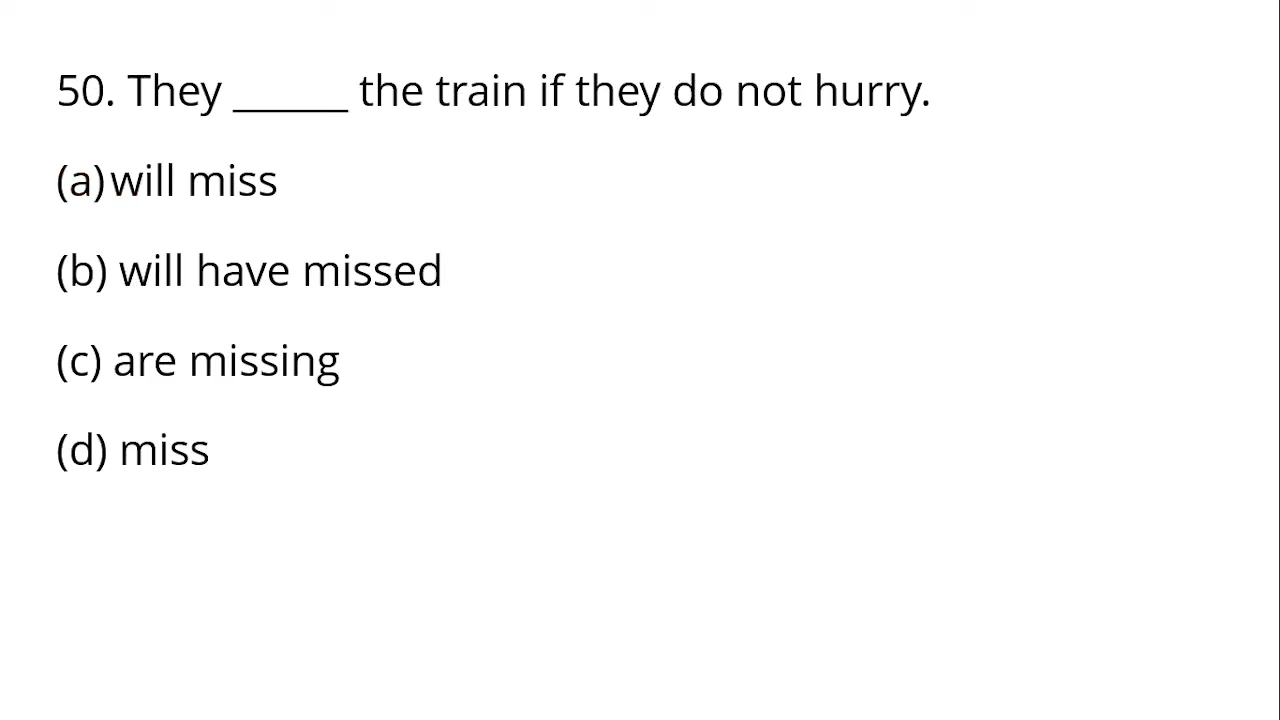 50. They ______ the train if they do not hurry.
(a) will miss
(b) will have missed
(c) are missing
(d) miss